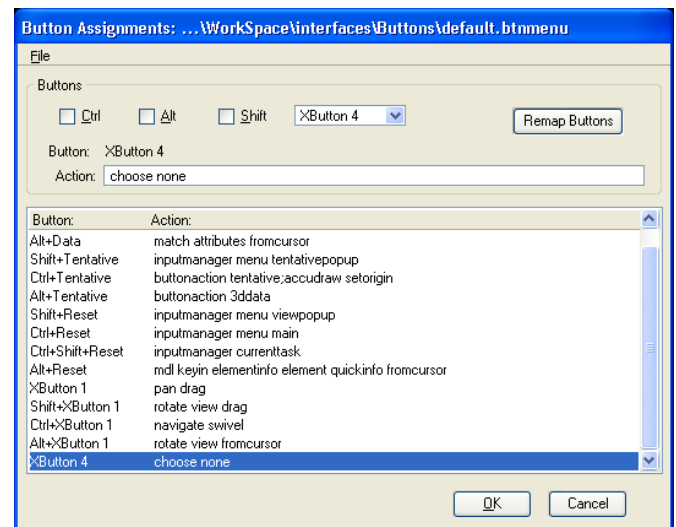 Button Assignments: ...\WorkSpace\interfaces\Buttons\default.btnmenu
File
Buttons
Ctrl Alt Shift XButton 4 Remap Buttons
Button: XButton 4
Action: choose none
Button: Action:
Alt+Data match attributes fromcursor
Shift+Tentative inputmanager menu tentativepopup
Ctrl+Tentative buttonaction tentative;accudraw setorigin
Alt+Tentative buttonaction 3ddata
Shift+Reset inputmanager menu viewpopup
Ctrl+Reset inputmanager menu main
Ctrl+Shift+Reset inputmanager currenttask
Alt+Reset mdl keyin elementinfo element quickinfo fromcursor
XButton 1 pan drag
Shift+XButton 1 rotate view drag
Ctrl+XButton 1 navigate swivel
Alt+XButton 1 rotate view fromcursor
XButton 4 choose none
OK Cancel